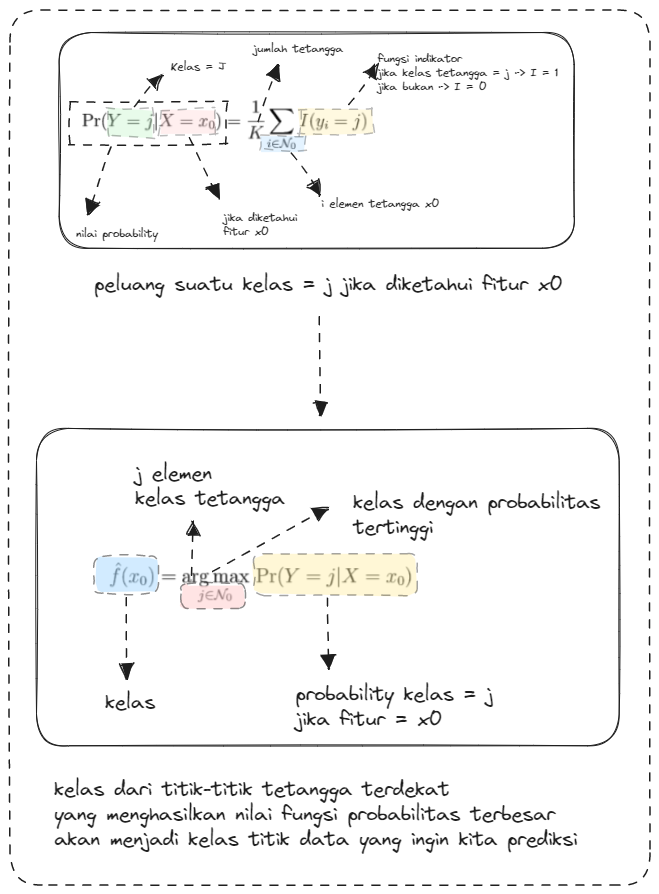 jumlah tetangga
Kelas = J
fungsi indikator
jika kelas tetangga = j -> I = 1
jika bukan -> I = 0
Pr(Y = j|X = x₀) = 1/K ∑ i∈N₀ I(yᵢ = j)
i elemen tetangga x0
jika diketahui
fitur x0
nilai probability
peluang suatu kelas = j jika diketahui fitur x0
j elemen
kelas tetangga
kelas dengan probabilitas
tertinggi
f̂(x₀) = arg max j∈N₀ Pr(Y = j|X = x₀)
kelas
probability kelas = j
jika fitur = x0
kelas dari titik-titik tetangga terdekat
yang menghasilkan nilai fungsi probabilitas terbesar
akan menjadi kelas titik data yang ingin kita prediksi